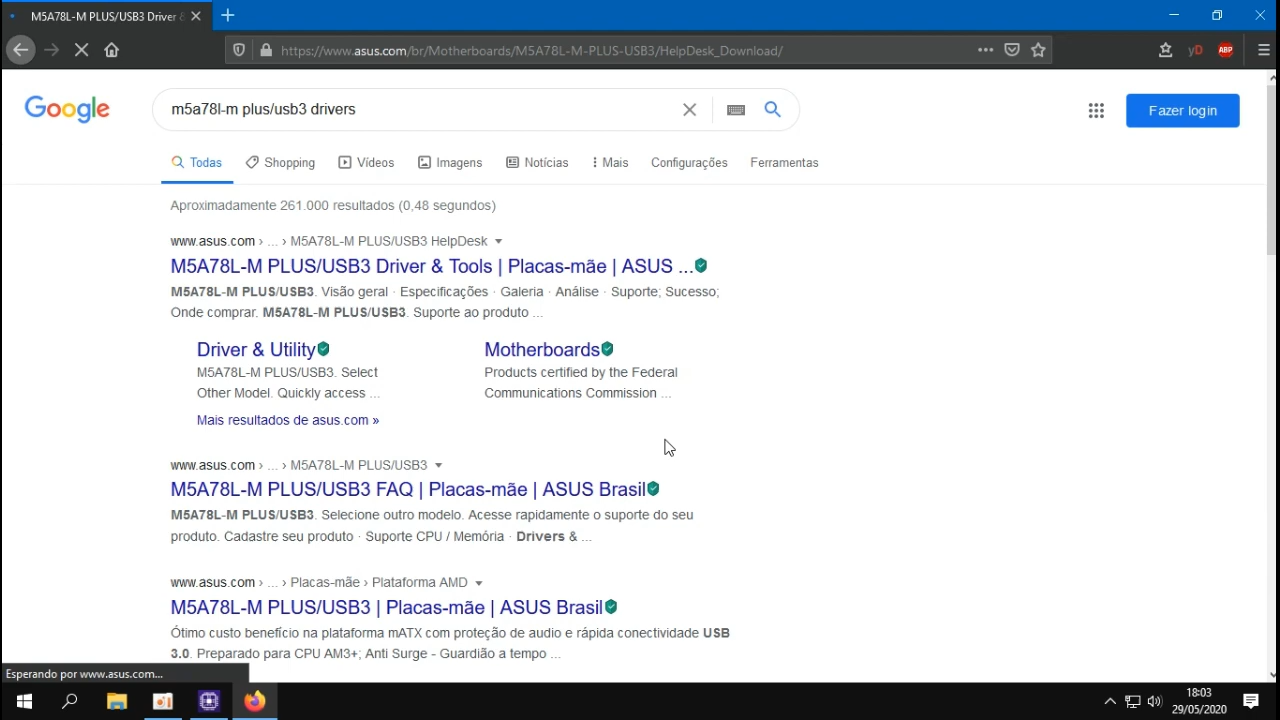 M5A78L-M PLUS/USB3 Driver &
https://www.asus.com/br/Motherboards/M5A78L-M-PLUS-USB3/HelpDesk_Download/
yD
ABP
Google
m5a78l-m plus/usb3 drivers
Fazer login
Todas
Shopping
Vídeos
Imagens
Notícias
Mais
Configurações
Ferramentas
Aproximadamente 261.000 resultados (0,48 segundos)
www.asus.com › ... › M5A78L-M PLUS/USB3 HelpDesk
M5A78L-M PLUS/USB3 Driver & Tools | Placas-mãe | ASUS ...
M5A78L-M PLUS/USB3. Visão geral · Especificações · Galeria · Análise · Suporte; Sucesso;
Onde comprar. M5A78L-M PLUS/USB3. Suporte ao produto ...
Driver & Utility
Motherboards
M5A78L-M PLUS/USB3. Select
Products certified by the Federal
Other Model. Quickly access ...
Communications Commission ...
Mais resultados de asus.com »
www.asus.com › ... › M5A78L-M PLUS/USB3
M5A78L-M PLUS/USB3 FAQ | Placas-mãe | ASUS Brasil
M5A78L-M PLUS/USB3. Selecione outro modelo. Acesse rapidamente o suporte do seu
produto. Cadastre seu produto · Suporte CPU / Memória · Drivers & ...
www.asus.com › ... › Placas-mãe › Plataforma AMD
M5A78L-M PLUS/USB3 | Placas-mãe | ASUS Brasil
Ótimo custo benefício na plataforma mATX com proteção de audio e rápida conectividade USB
3.0. Preparado para CPU AM3+; Anti Surge - Guardião a tempo ...
Esperando por www.asus.com...
18:03
29/05/2020